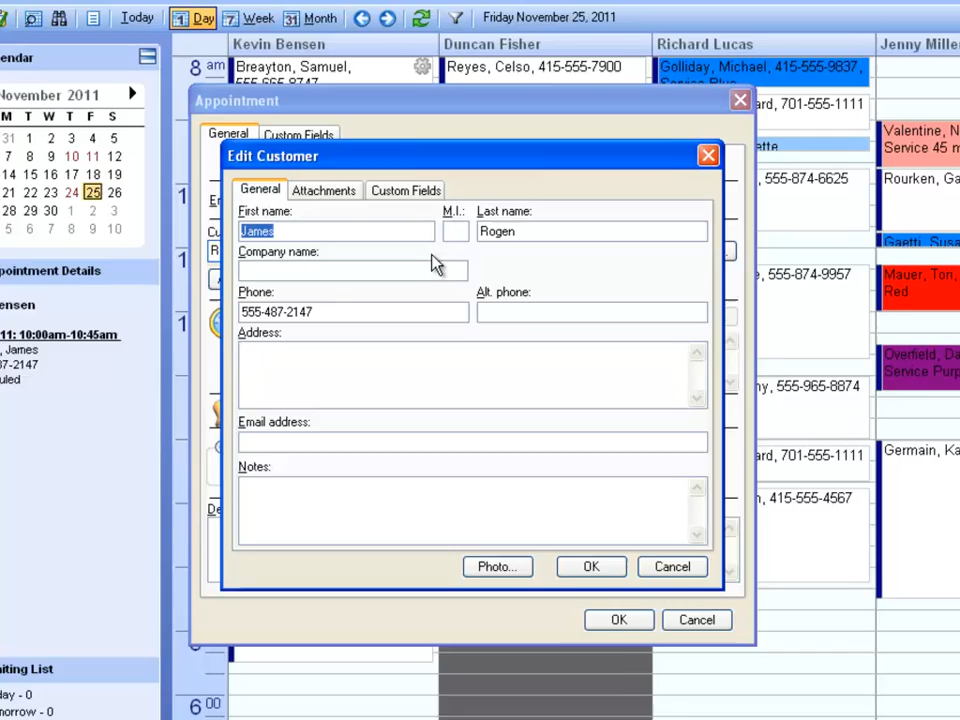 Today
Day
Week
Month
Friday November 25, 2011
endar
November 2011
M T W T F S
31 1 2 3 4 5
7 8 9 10 11 12
14 15 16 17 18 19
21 22 23 24 25 26
28 29 30 1 2 3
5 6 7 8 9 10
pointment Details
ensen
11: 10:00am-10:45am
, James
37-2147
uled
iting List
day - 0
morrow - 0
Kevin Bensen
Duncan Fisher
Richard Lucas
Jenny Mille
8 am
Breayton, Samuel,
Reyes, Celso, 415-555-7900
Golliday, Michael, 415-555-9837,
ard, 701-555-1111
ette
, 555-874-6625
e, 555-874-9957
ny, 555-965-8874
ard, 701-555-1111
n, 415-555-4567
Valentine, N
Service 45 m
Rourken, Ga
Gaetti, Susa
Mauer, Tori,
Red
Overfield, Da
Service Purp
Germain, Ka
6 00
Appointment
General
Custom Fields
Edit Customer
General
Attachments
Custom Fields
First name:
M.I.:
Last name:
James
Rogen
Company name:
Phone:
Alt. phone:
555-487-2147
Address:
Email address:
Notes:
Photo...
OK
Cancel
De
OK
Cancel